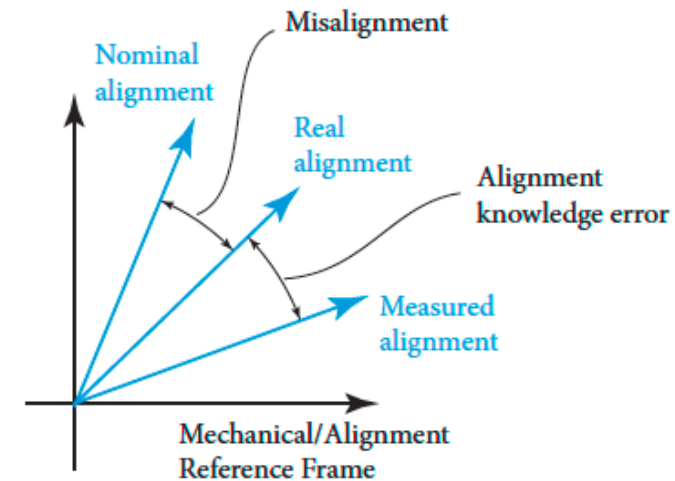 Misalignment
Nominal
alignment
Real
alignment
Alignment
knowledge error
Measured
alignment
Mechanical/Alignment
Reference Frame